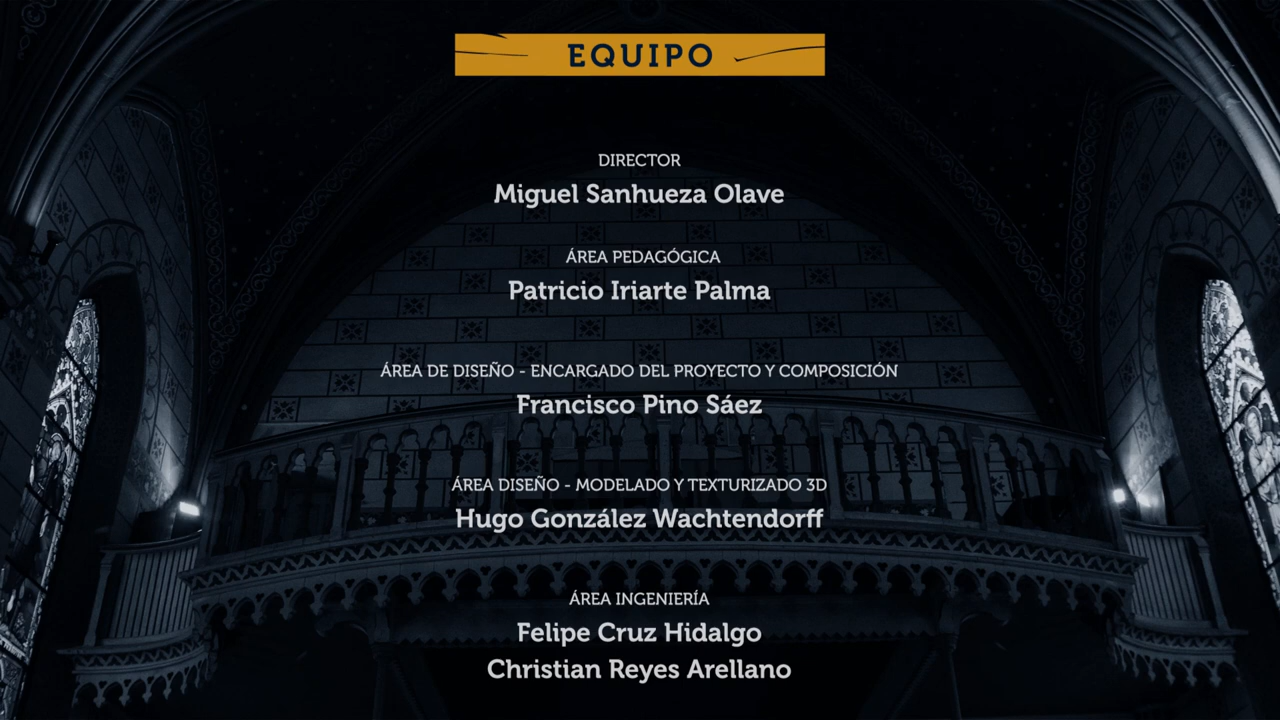 EQUIPO
DIRECTOR
Miguel Sanhueza Olave
ÁREA PEDAGÓGICA
Patricio Iriarte Palma
ÁREA DE DISEÑO - ENCARGADO DEL PROYECTO Y COMPOSICIÓN
Francisco Pino Sáez
ÁREA DISEÑO - MODELADO Y TEXTURIZADO 3D
Hugo González Wachtendorff
ÁREA INGENIERÍA
Felipe Cruz Hidalgo
Christian Reyes Arellano